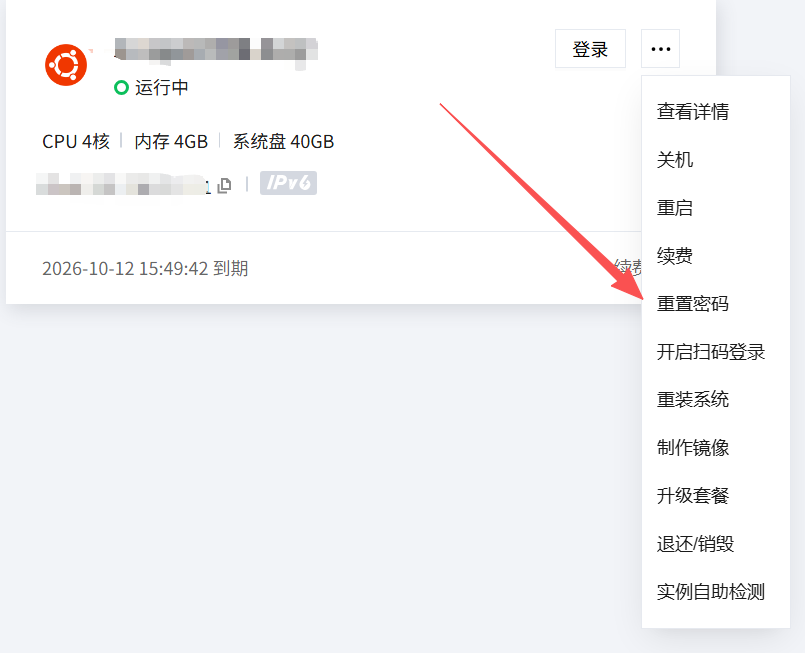 登录
运行中
CPU 4核 内存 4GB 系统盘 40GB
IPv6
2026-10-12 15:49:42 到期
续费
查看详情
关机
重启
续费
重置密码
开启扫码登录
重装系统
制作镜像
升级套餐
退还/销毁
实例自助检测